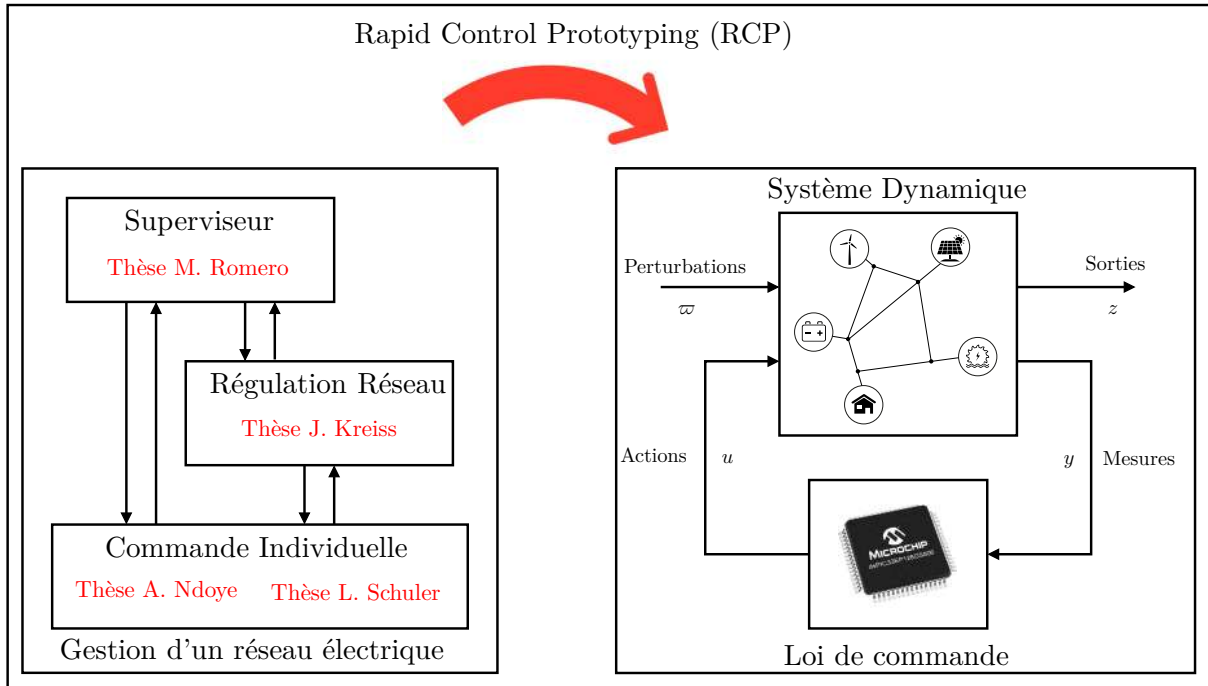 Rapid Control Prototyping (RCP)
Superviseur
Thèse M. Romero
Régulation Réseau
Thèse J. Kreiss
Commande Individuelle
Thèse A. Ndoye
Thèse L. Schuler
Gestion d'un réseau électrique
Système Dynamique
Perturbations
ϖ
Sorties
z
Actions
u
y
Mesures
MICROCHIP
Loi de commande